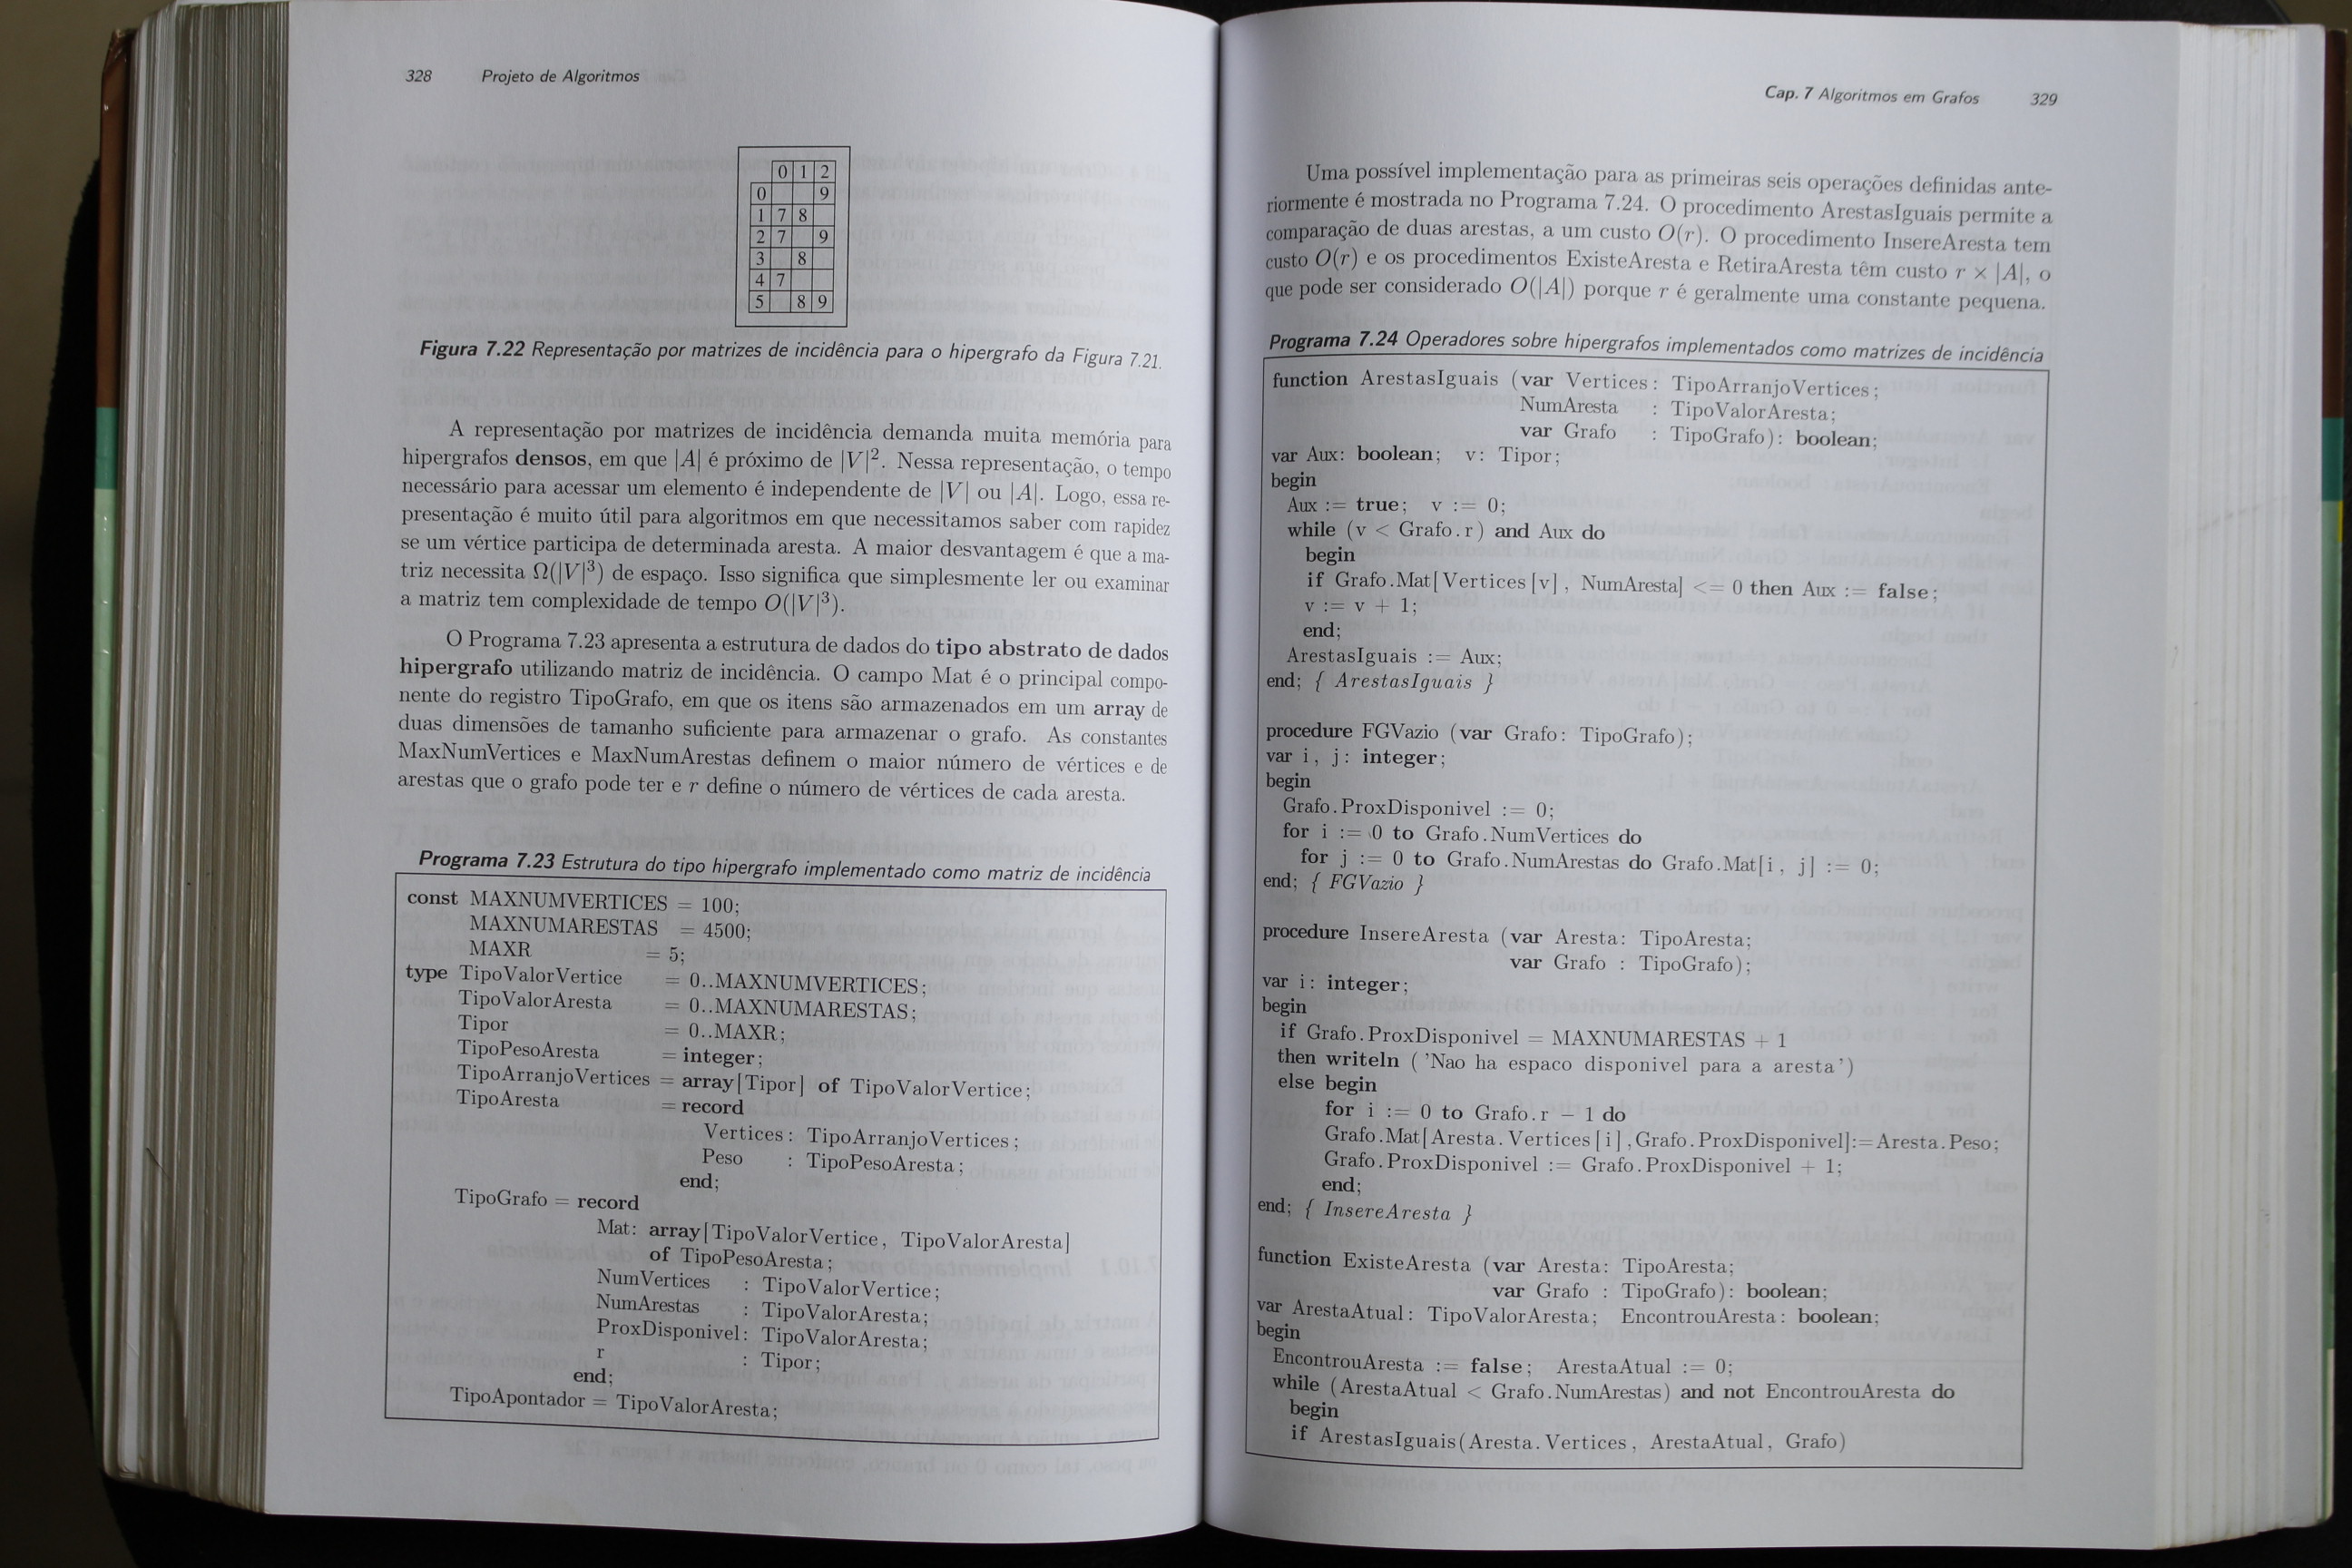 328 Projeto de Algoritmos
0 1 2
0 9
1 7 8
2 7 9
3 8
4 7
5 8 9
Figura 7.22 Representação por matrizes de incidência para o hipergrafo da Figura 7.21.
A representação por matrizes de incidência demanda muita memória para
hipergrafos densos, em que |A| é próximo de |V|². Nessa representação, o tempo
necessário para acessar um elemento é independente de |V| ou |A|. Logo, essa re-
presentação é muito útil para algoritmos em que necessitamos saber com rapidez
se um vértice participa de determinada aresta. A maior desvantagem é que a ma-
triz necessita Ω(|V|³) de espaço. Isso significa que simplesmente ler ou examinar
a matriz tem complexidade de tempo O(|V|³).
O Programa 7.23 apresenta a estrutura de dados do tipo abstrato de dados
hipergrafo utilizando matriz de incidência. O campo Mat é o principal compo-
nente do registro TipoGrafo, em que os itens são armazenados em um array de
duas dimensões de tamanho suficiente para armazenar o grafo. As constantes
MaxNumVertices e MaxNumArestas definem o maior número de vértices e de
arestas que o grafo pode ter e r define o número de vértices de cada aresta.
Programa 7.23 Estrutura do tipo hipergrafo implementado como matriz de incidência
const MAXNUMVERTICES = 100;
MAXNUMARESTAS = 4500;
MAXR = 5;
type TipoValorVertice = 0..MAXNUMVERTICES;
TipoValorAresta = 0..MAXNUMARESTAS;
Tipor = 0..MAXR;
TipoPesoAresta = integer;
TipoArranjoVertices = array[Tipor] of TipoValorVertice;
TipoAresta = record
Vertices: TipoArranjoVertices;
Peso : TipoPesoAresta;
end;
TipoGrafo = record
Mat: array[TipoValorVertice, TipoValorAresta]
of TipoPesoAresta;
NumVertices : TipoValorVertice;
NumArestas : TipoValorAresta;
ProxDisponivel: TipoValorAresta;
r : Tipor;
end;
TipoApontador = TipoValorAresta;
Cap. 7 Algoritmos em Grafos 329
Uma possível implementação para as primeiras seis operações definidas ante-
riormente é mostrada no Programa 7.24. O procedimento ArestasIguais permite a
comparação de duas arestas, a um custo O(r). O procedimento InsereAresta tem
custo O(r) e os procedimentos ExisteAresta e RetiraAresta têm custo r × |A|, o
que pode ser considerado O(|A|) porque r é geralmente uma constante pequena.
Programa 7.24 Operadores sobre hipergrafos implementados como matrizes de incidência
function ArestasIguais (var Vertices: TipoArranjoVertices;
NumAresta : TipoValorAresta;
var Grafo : TipoGrafo): boolean;
var Aux: boolean; v: Tipor;
begin
Aux := true; v := 0;
while (v < Grafo.r) and Aux do
begin
if Grafo.Mat[Vertices[v], NumAresta] <= 0 then Aux := false;
v := v + 1;
end;
ArestasIguais := Aux;
end; { ArestasIguais }
procedure FGVazio (var Grafo: TipoGrafo);
var i, j: integer;
begin
Grafo.ProxDisponivel := 0;
for i := 0 to Grafo.NumVertices do
for j := 0 to Grafo.NumArestas do Grafo.Mat[i, j] := 0;
end; { FGVazio }
procedure InsereAresta (var Aresta: TipoAresta;
var Grafo : TipoGrafo);
var i: integer;
begin
if Grafo.ProxDisponivel = MAXNUMARESTAS + 1
then writeln ('Nao ha espaco disponivel para a aresta')
else begin
for i := 0 to Grafo.r − 1 do
Grafo.Mat[Aresta.Vertices[i],Grafo.ProxDisponivel]:=Aresta.Peso;
Grafo.ProxDisponivel := Grafo.ProxDisponivel + 1;
end;
end; { InsereAresta }
function ExisteAresta (var Aresta: TipoAresta;
var Grafo : TipoGrafo): boolean;
var ArestaAtual: TipoValorAresta; EncontrouAresta: boolean;
begin
EncontrouAresta := false; ArestaAtual := 0;
while (ArestaAtual < Grafo.NumArestas) and not EncontrouAresta do
begin
if ArestasIguais(Aresta.Vertices, ArestaAtual, Grafo)